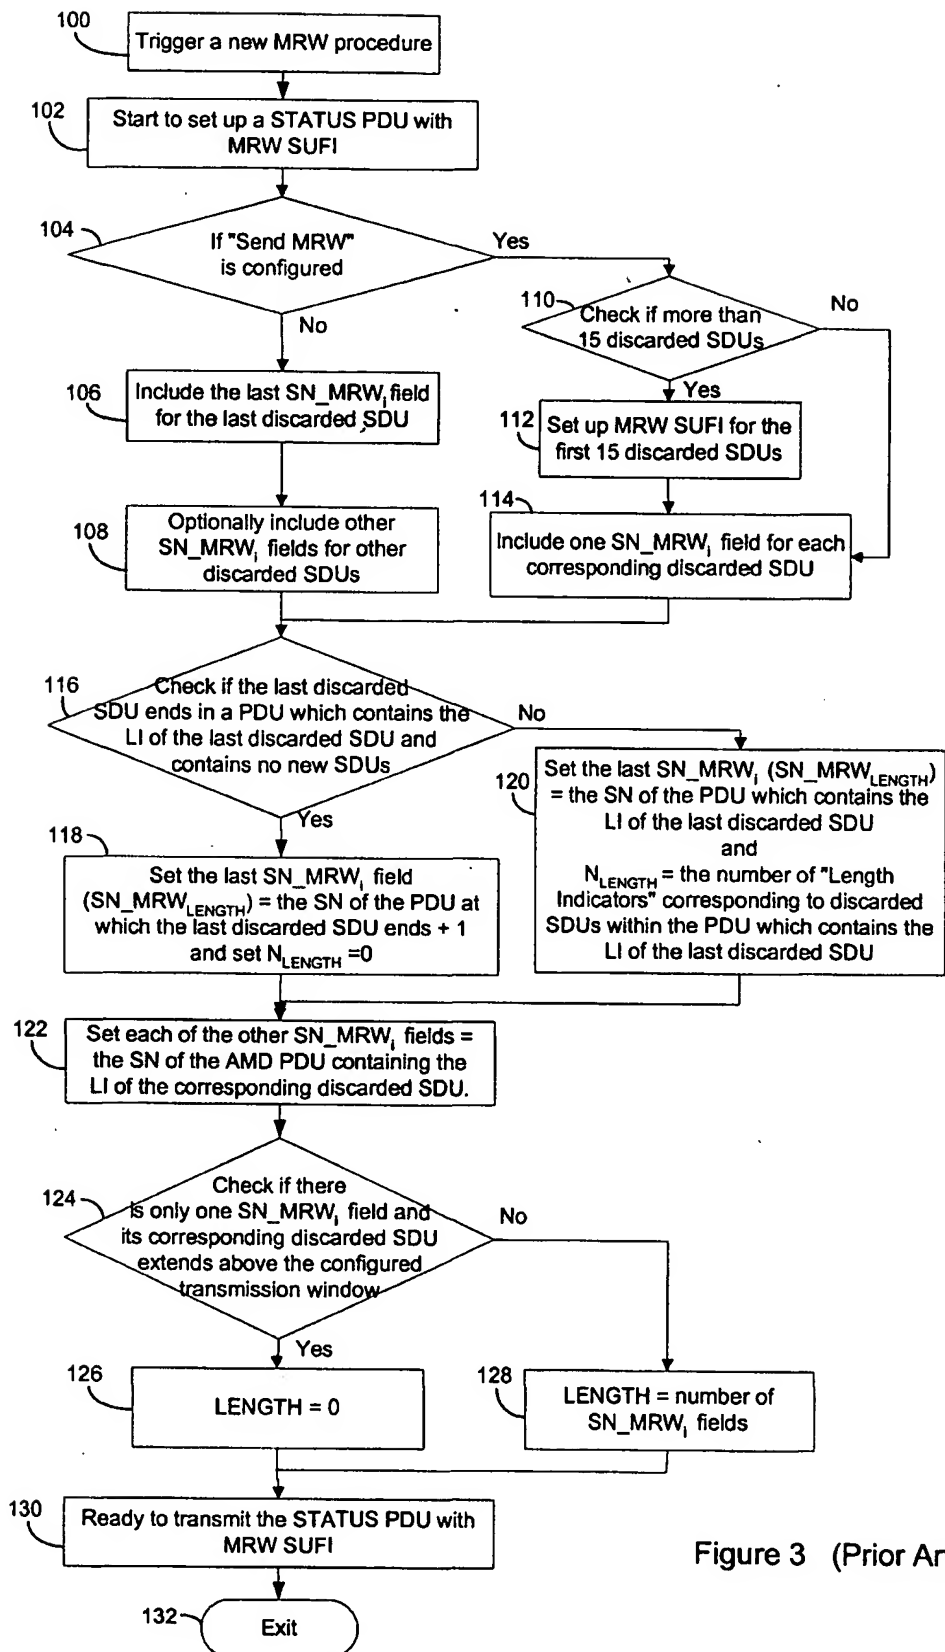 100
Trigger a new MRW procedure
102
Start to set up a STATUS PDU with
MRW SUFI
104
If "Send MRW"
is configured
Yes
No
110
Check if more than
15 discarded SDUs
No
Yes
106
Include the last SN_MRWi field
for the last discarded SDU
112
Set up MRW SUFI for the
first 15 discarded SDUs
108
Optionally include other
SN_MRWi fields for other
discarded SDUs
114
Include one SN_MRWi field for each
corresponding discarded SDU
116
Check if the last discarded
SDU ends in a PDU which contains the
LI of the last discarded SDU and
contains no new SDUs
No
Yes
118
Set the last SN_MRWi field
(SN_MRWLENGTH) = the SN of the PDU at
which the last discarded SDU ends + 1
and set NLENGTH =0
120
Set the last SN_MRWi (SN_MRWLENGTH)
= the SN of the PDU which contains the
LI of the last discarded SDU
and
NLENGTH = the number of "Length
Indicators" corresponding to discarded
SDUs within the PDU which contains the
LI of the last discarded SDU
122
Set each of the other SN_MRWi fields =
the SN of the AMD PDU containing the
LI of the corresponding discarded SDU.
124
Check if there
is only one SN_MRWi field and
its corresponding discarded SDU
extends above the configured
transmission window
No
Yes
126
LENGTH = 0
128
LENGTH = number of
SN_MRWi fields
130
Ready to transmit the STATUS PDU with
MRW SUFI
132
Exit
Figure 3 (Prior Ar